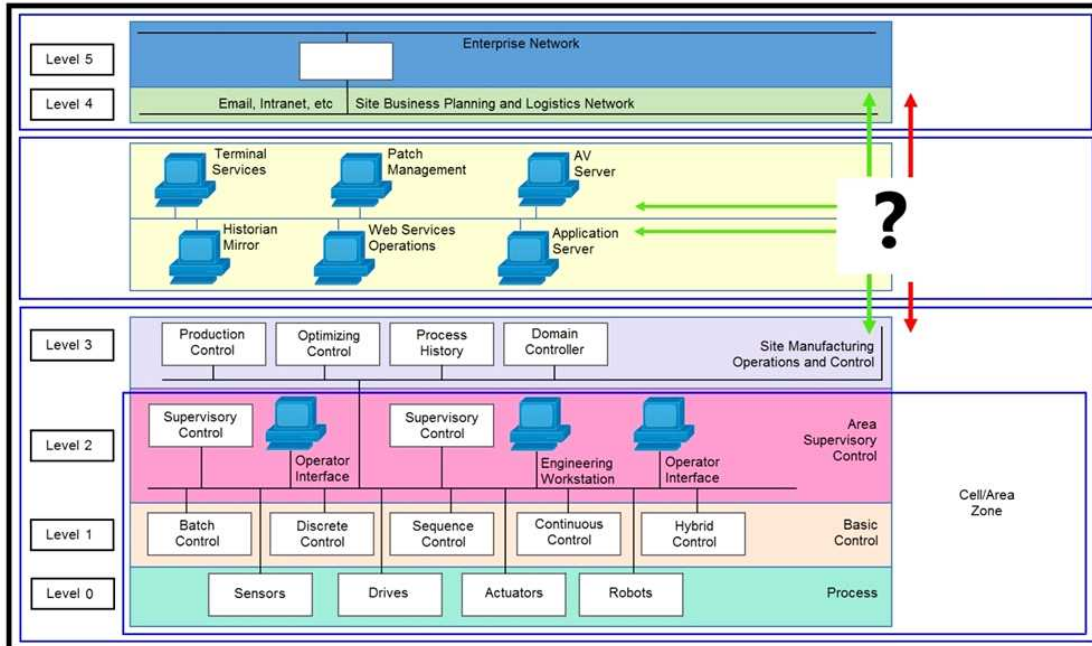 Enterprise Network
Level 5
Level 4
Email, Intranet, etc
Site Business Planning and Logistics Network
Terminal
Services
Patch
Management
AV
Server
Historian
Mirror
Web Services
Operations
Application
Server
?
Level 3
Production
Control
Optimizing
Control
Process
History
Domain
Controller
Site Manufacturing
Operations and Control
Level 2
Supervisory
Control
Operator
Interface
Supervisory
Control
Engineering
Workstation
Operator
Interface
Area
Supervisory
Control
Cell/Area
Zone
Level 1
Batch
Control
Discrete
Control
Sequence
Control
Continuous
Control
Hybrid
Control
Basic
Control
Level 0
Sensors
Drives
Actuators
Robots
Process